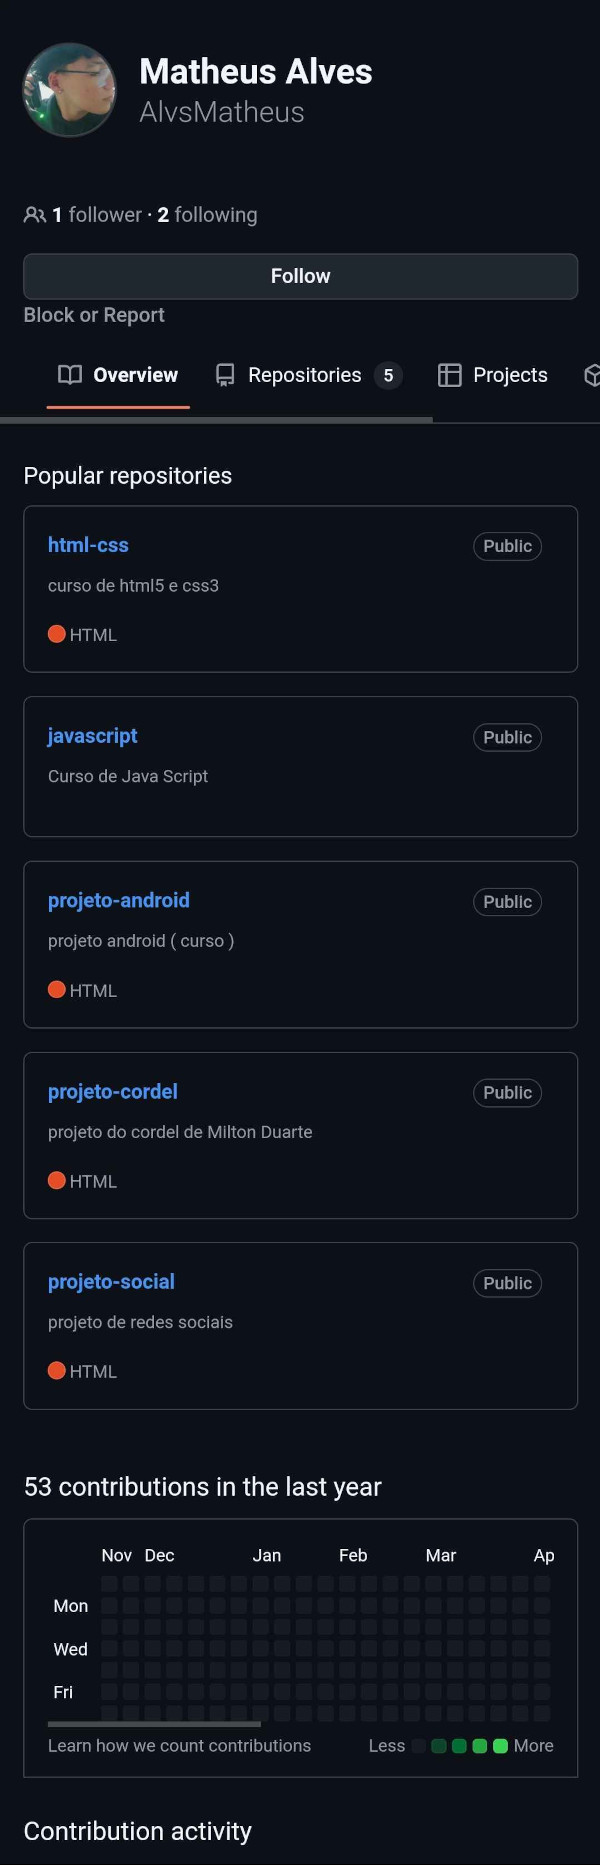 Matheus Alves
AlvsMatheus
1 follower · 2 following
Follow
Block or Report
Overview Repositories 5 Projects
Popular repositories
html-css Public
curso de html5 e css3
HTML
javascript Public
Curso de Java Script
projeto-android Public
projeto android ( curso )
HTML
projeto-cordel Public
projeto do cordel de Milton Duarte
HTML
projeto-social Public
projeto de redes sociais
HTML
53 contributions in the last year
Nov Dec Jan Feb Mar Ap
Mon
Wed
Fri
Learn how we count contributions Less More
Contribution activity